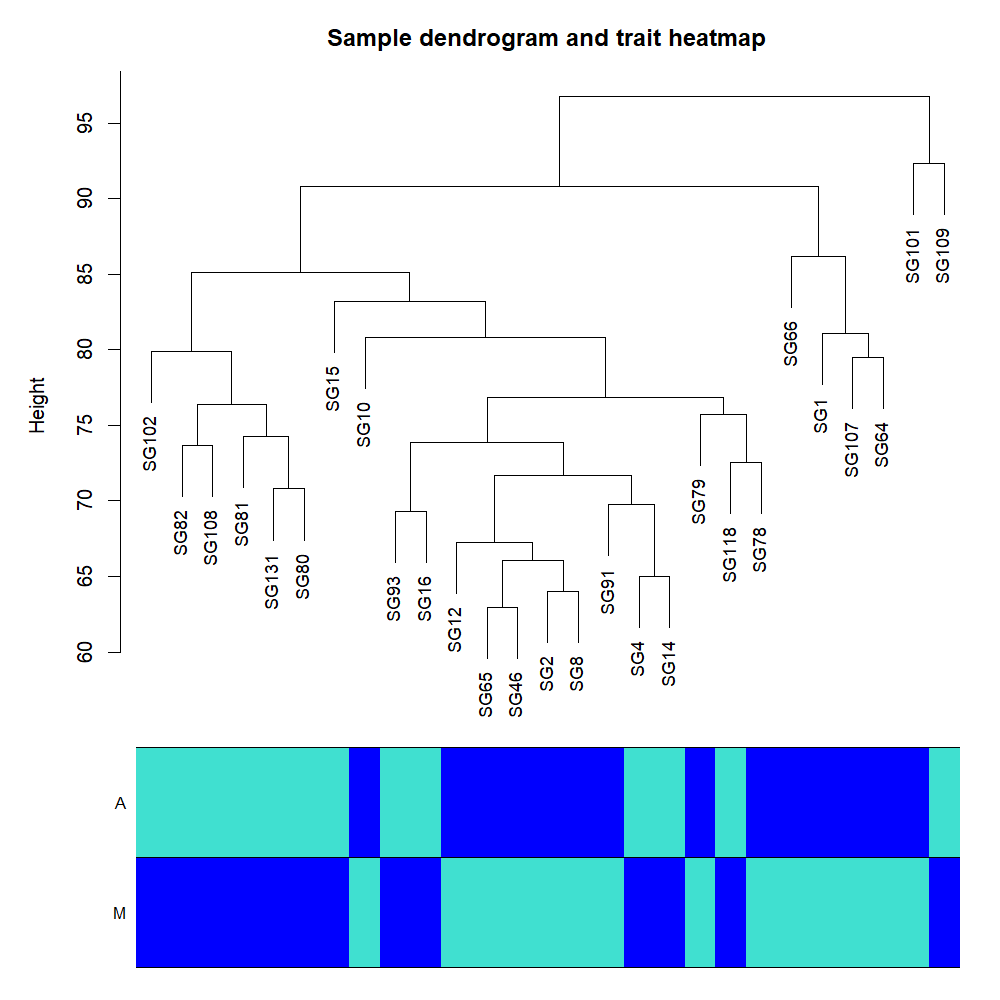 Sample dendrogram and trait heatmap
Height
95
90
85
80
75
70
65
60
SG102
SG82
SG108
SG81
SG131
SG80
SG15
SG10
SG93
SG16
SG12
SG65
SG46
SG2
SG8
SG91
SG4
SG14
SG79
SG118
SG78
SG66
SG1
SG107
SG64
SG101
SG109
A
M